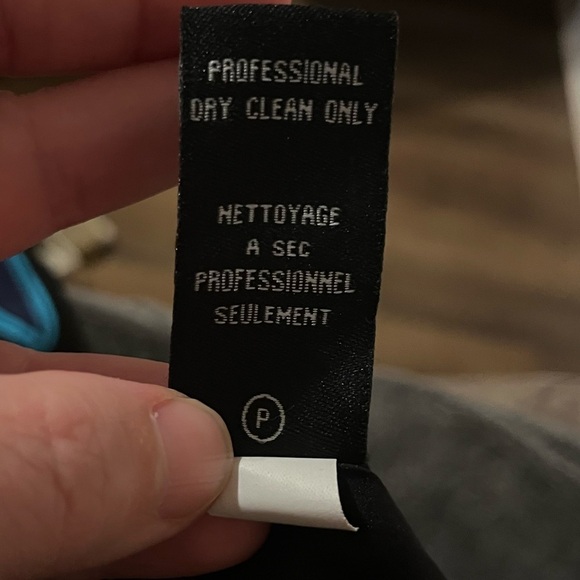 PROFESSIONAL
DRY CLEAN ONLY
NETTOYAGE
A SEC
PROFESSIONNEL
SEULEMENT
P